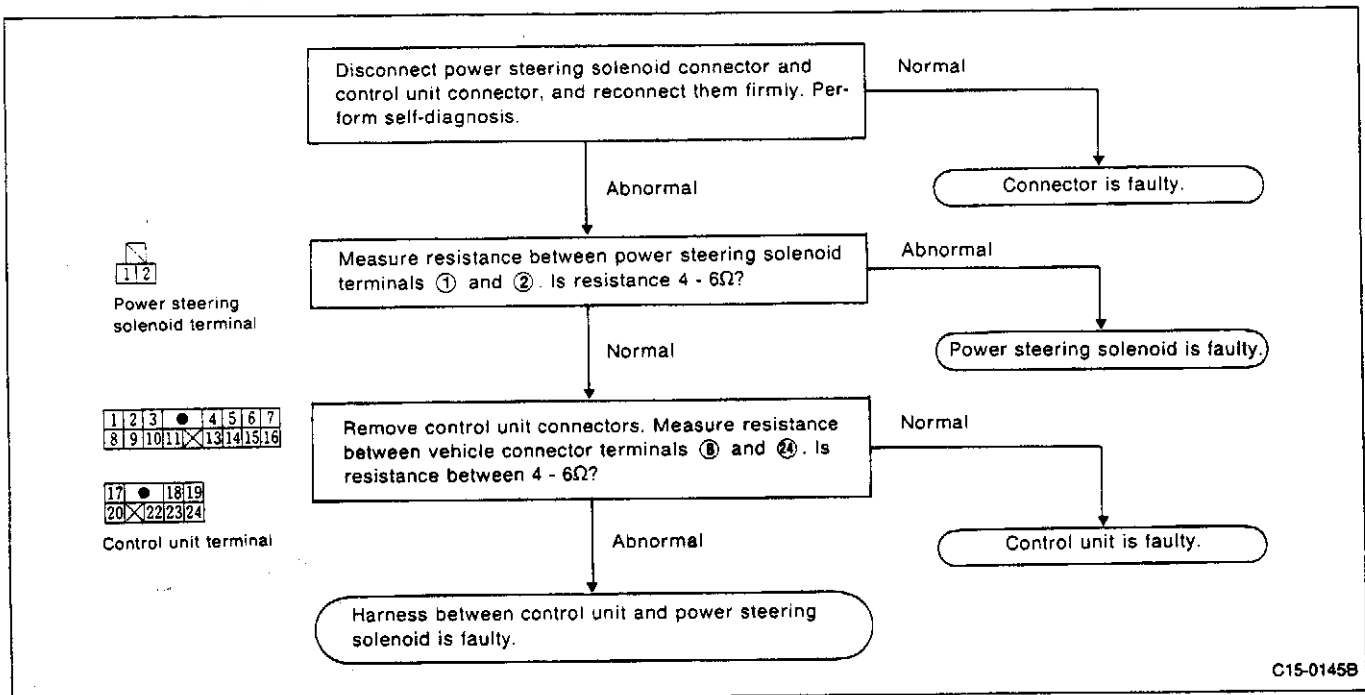 Disconnect power steering solenoid connector and
control unit connector, and reconnect them firmly. Per-
form self-diagnosis.
Normal
Connector is faulty.
Abnormal
1 2
Power steering
solenoid terminal
Measure resistance between power steering solenoid
terminals ① and ②. Is resistance 4 - 6Ω?
Abnormal
Power steering solenoid is faulty.
Normal
1 2 3 ● 4 5 6 7
8 9 10 11 13 14 15 16
17 ● 18 19
20 22 23 24
Control unit terminal
Remove control unit connectors. Measure resistance
between vehicle connector terminals ⑧ and ㉔. Is
resistance between 4 - 6Ω?
Normal
Control unit is faulty.
Abnormal
Harness between control unit and power steering
solenoid is faulty.
C15-0145B